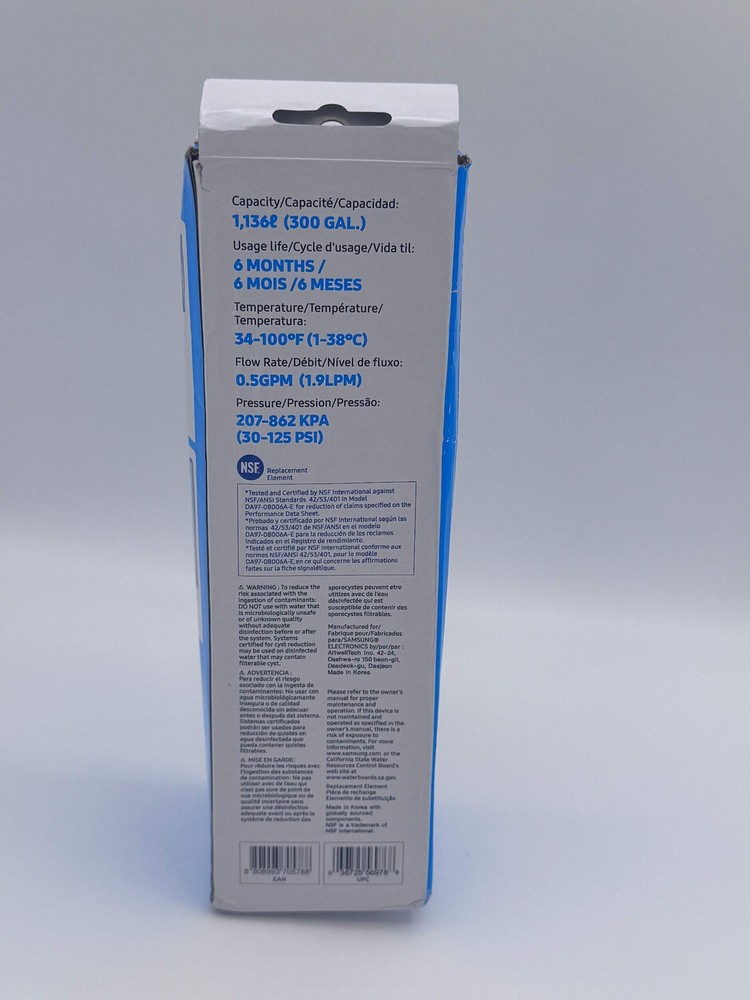 Capacity/Capacité/Capacidad:
1,136ℓ (300 GAL.)
Usage life/Cycle d'usage/Vida til:
6 MONTHS /
6 MOIS /6 MESES
Temperature/Température/
Temperatura:
34-100°F (1-38°C)
Flow Rate/Débit/Nível de fluxo:
0.5GPM (1.9LPM)
Pressure/Pression/Pressão:
207-862 KPA
(30-125 PSI)
NSF.
Replacement
Element
*Tested and Certified by NSF International against
NSF/ANSI Standards 42/53/401 in Model
DA97-08006A-E for reduction of claims specified on the
Performance Data Sheet.
*Probado y certificado por NSF International según las
normas 42/53/401 de NSF/ANSI en el modelo
DA97-08006A-E para la reducción de los reclamos
indicados en el Registro de rendimiento.
*Testé et certifié par NSF International conforme aux
normes NSF/ANSI 42/53/401, pour le modèle
DA97-08006A-E, en ce qui concerne les affirmations
faites sur la fiche signalétique.
⚠ WARNING : To reduce the
risk associated with the
ingestion of contaminants:
DO NOT use with water that
is microbiologically unsafe
or of unknown quality
without adequate
disinfection before or after
the system. Systems
certified for cyst reduction
may be used on disinfected
water that may contain
filterable cyst.
⚠ ADVERTENCIA :
Para reducir el riesgo
asociado con la ingesta de
contaminantes: No usar con
agua microbiológicamente
insegura o de calidad
desconocida sin adecuar
antes o después del sistema.
Sistemas certificados
podrán ser usados para
reducción de quistes en
agua desinfectada que
pueda contener quistes
filtrables.
⚠ MISE EN GARDE:
Pour réduire les risques avec
l'ingestion des substances
de contamination: Ne pas
utiliser avec de l'eau qui
n'est pas sure de point de
vue microbiologique ou de
qualité incertaine sans
assurer une désinfection
adéquate avant ou après la
système de reduction des
sporocystes peuvent etre
utilizes avec de l'eau
désinfectée qui est
susceptible de contenir des
sporocystes filtrables.
Manufactured for/
Fabrique pour/Fabricados
para/SAMSUNG®
ELECTRONICS by/por/par :
AltwellTech Inc. 42-24,
Daehwa-ro 150 beon-gil,
Daedeok-gu, Daejeon
Made in Korea
Please refer to the owner's
manual for proper
maintenance and
operation. If this device is
not maintained and
operated as specified in the
owner's manual, there is a
risk of exposure to
contaminants. For more
information, visit
www.samsung.com or the
California State Water
Resources Control Board's
web site at
www.waterboards.ca.gov.
Replacement Element
Pièce de rechange
Elemento de substituição
Made in Korea with
globally sourced
components.
NSF is a trademark of
NSF International.
EAN
UPC